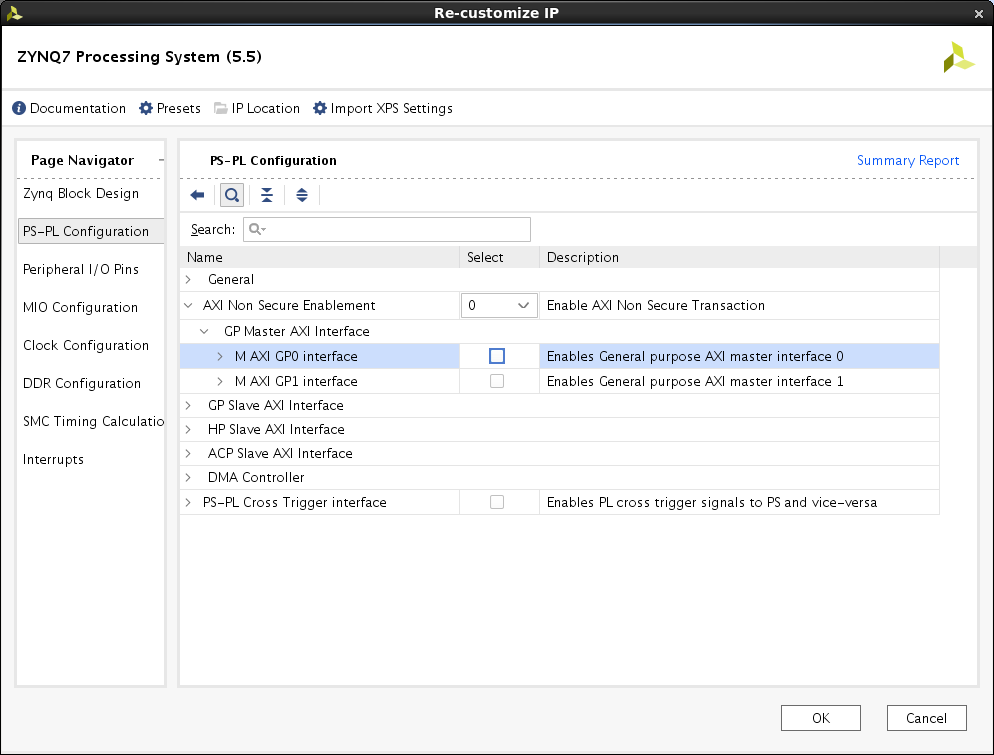 Re-customize IP
ZYNQ7 Processing System (5.5)
Documentation Presets IP Location Import XPS Settings
Page Navigator
Zynq Block Design
PS-PL Configuration
Peripheral I/O Pins
MIO Configuration
Clock Configuration
DDR Configuration
SMC Timing Calculatio
Interrupts
PS-PL Configuration Summary Report
Search:
Name Select Description
General
AXI Non Secure Enablement 0 Enable AXI Non Secure Transaction
GP Master AXI Interface
M AXI GP0 interface Enables General purpose AXI master interface 0
M AXI GP1 interface Enables General purpose AXI master interface 1
GP Slave AXI Interface
HP Slave AXI Interface
ACP Slave AXI Interface
DMA Controller
PS-PL Cross Trigger interface Enables PL cross trigger signals to PS and vice-versa
OK Cancel